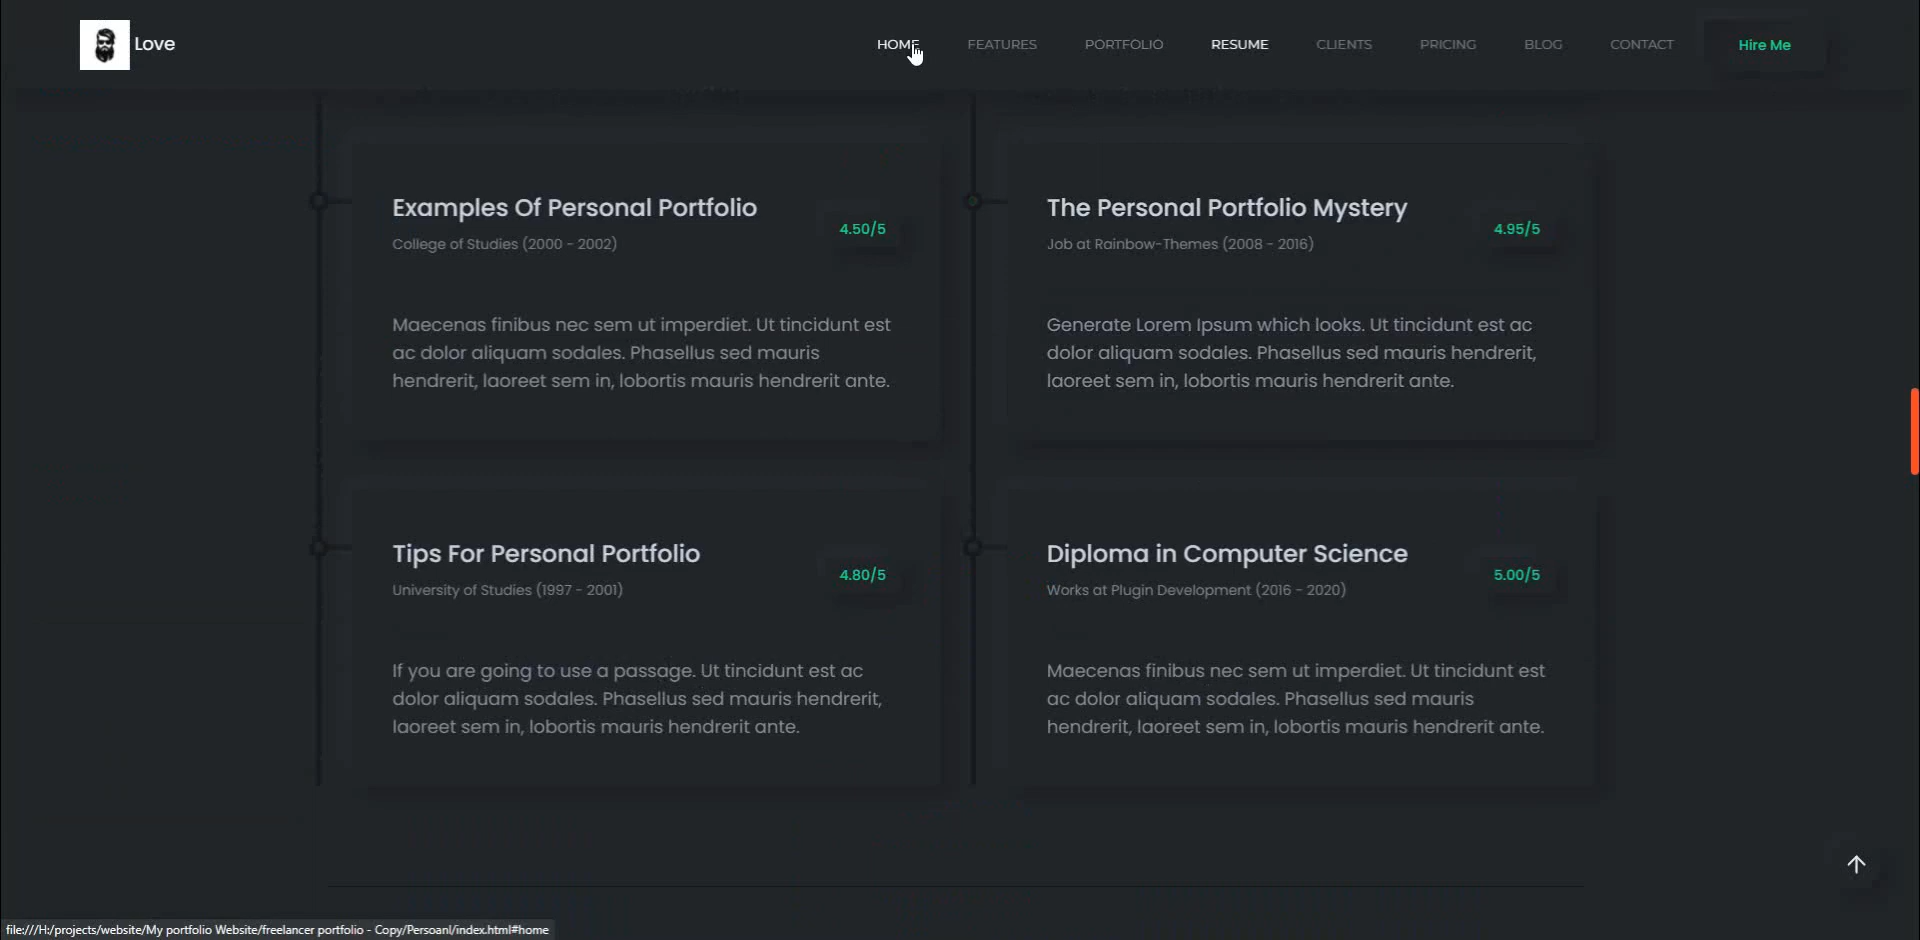 Love
HOME FEATURES PORTFOLIO RESUME CLIENTS PRICING BLOG CONTACT Hire Me
Examples Of Personal Portfolio
College of Studies (2000 - 2002)
4.50/5
Maecenas finibus nec sem ut imperdiet. Ut tincidunt est
ac dolor aliquam sodales. Phasellus sed mauris
hendrerit, laoreet sem in, lobortis mauris hendrerit ante.
The Personal Portfolio Mystery
Job at Rainbow-Themes (2008 - 2016)
4.95/5
Generate Lorem Ipsum which looks. Ut tincidunt est ac
dolor aliquam sodales. Phasellus sed mauris hendrerit,
laoreet sem in, lobortis mauris hendrerit ante.
Tips For Personal Portfolio
University of Studies (1997 - 2001)
4.80/5
If you are going to use a passage. Ut tincidunt est ac
dolor aliquam sodales. Phasellus sed mauris hendrerit,
laoreet sem in, lobortis mauris hendrerit ante.
Diploma in Computer Science
Works at Plugin Development (2016 - 2020)
5.00/5
Maecenas finibus nec sem ut imperdiet. Ut tincidunt est
ac dolor aliquam sodales. Phasellus sed mauris
hendrerit, laoreet sem in, lobortis mauris hendrerit ante.
file:///H:/projects/website/My portfolio Website/freelancer portfolio - Copy/Persoanl/index.html#home